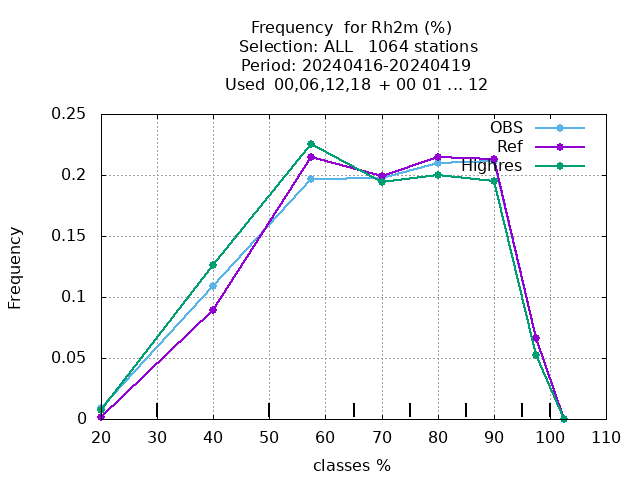 Frequency  for Rh2m (%)
Selection: ALL   1064 stations
Period: 20240416-20240419
Used  00,06,12,18  + 00 01 ... 12
0.25
0.2
0.15
0.1
0.05
0
Frequency
OBS
Ref
Highres
20 30 40 50 60 70 80 90 100 110
classes %